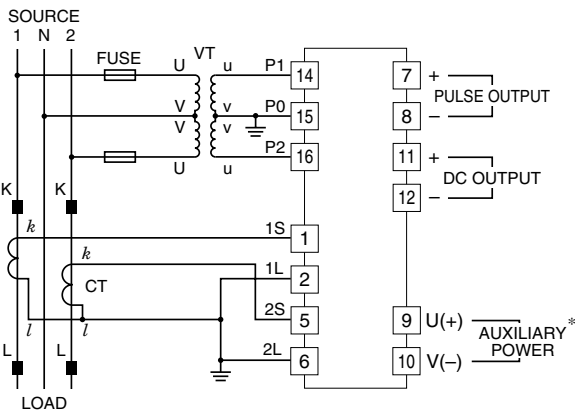 SOURCE
1 N 2
FUSE
VT
U u P1 14
V v P0 15
V v
U u P2 16
7 +
PULSE OUTPUT
8 −
11 +
DC OUTPUT
12 −
K K
k 1S 1
k 1L 2
CT
2S 5
l l
2L 6
L L
LOAD
9 U(+)
AUXILIARY*
POWER
10 V(−)